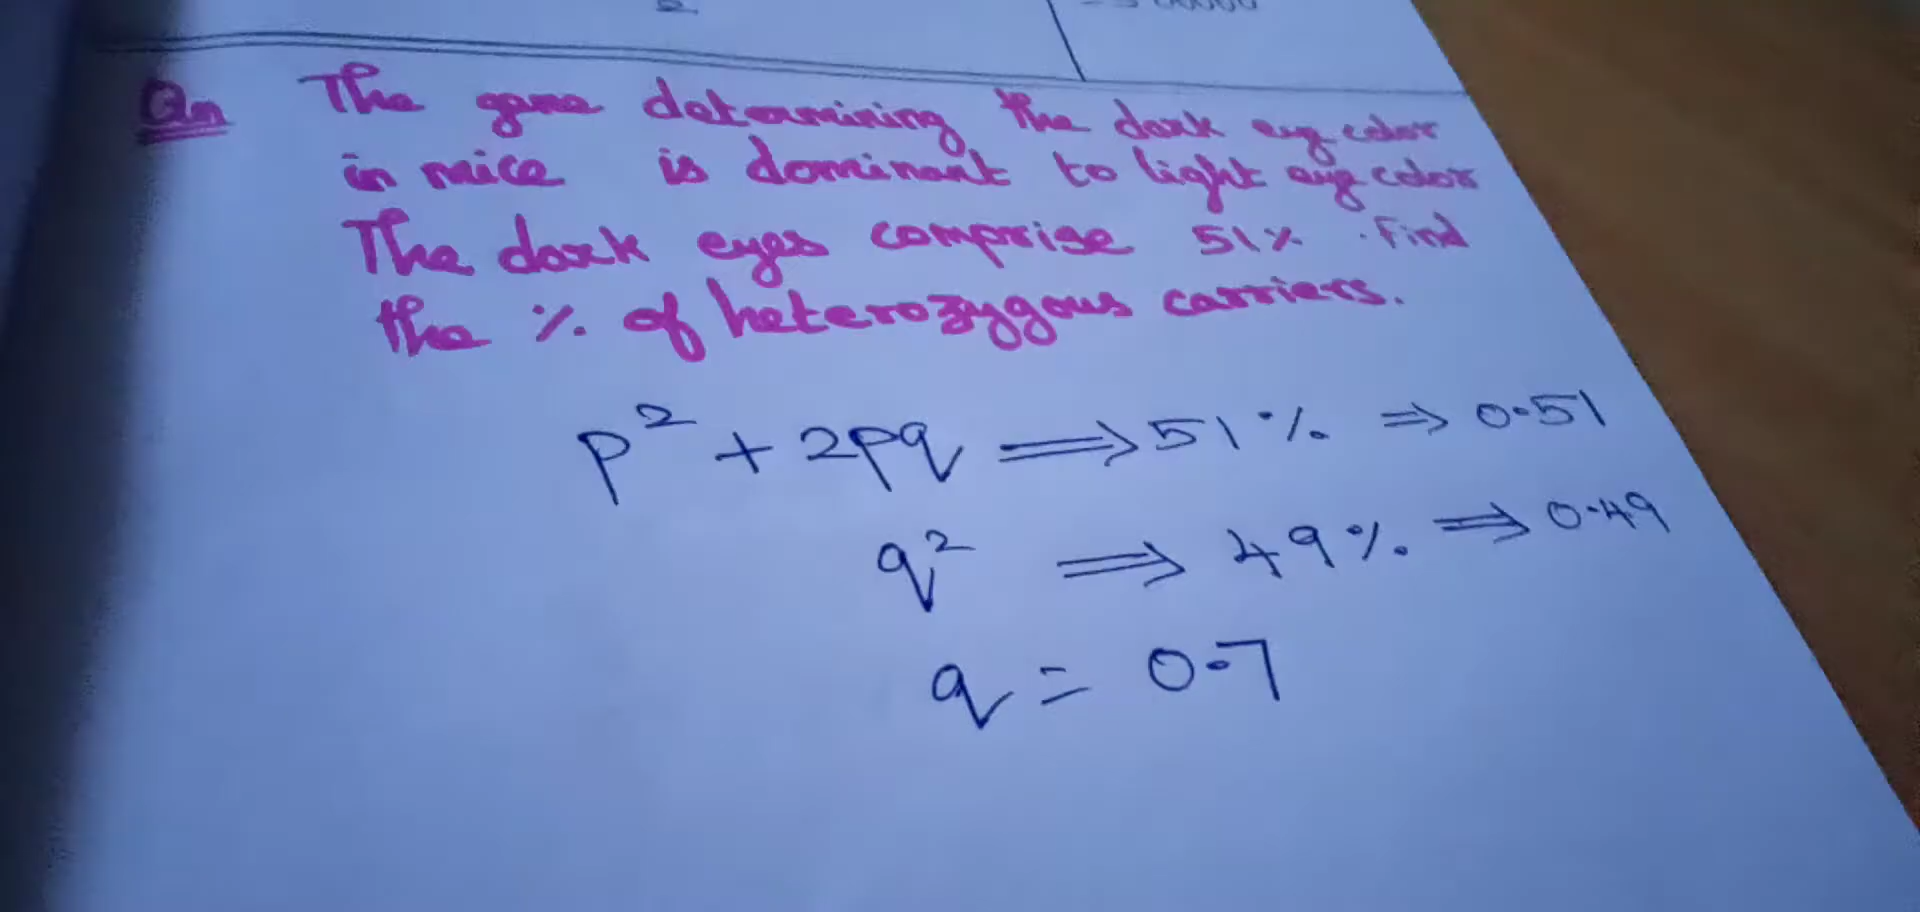 Qn The gene determining the dark eye color
in mice is dominant to light eye color
The dark eyes comprise 51% . Find
the % of heterozygous carriers.
p² + 2pq ⟹ 51% ⟹ 0.51
q² ⟹ 49% ⟹ 0.49
q = 0.7